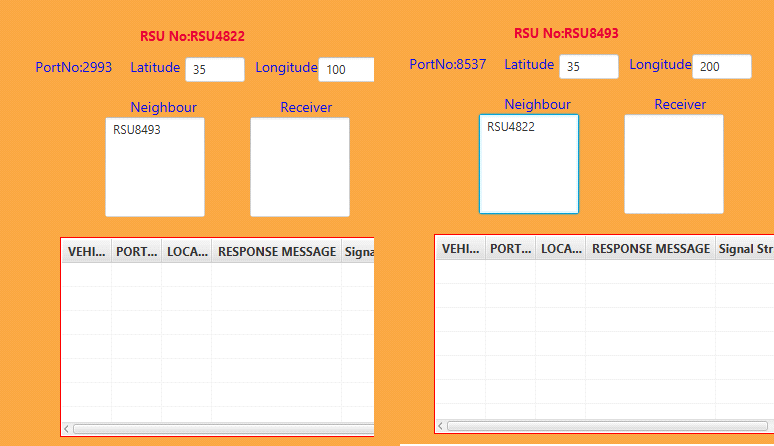 RSU No:RSU4822
PortNo:2993 Latitude 35 Longitude 100
Neighbour Receiver
RSU8493
VEHI... PORT... LOCA... RESPONSE MESSAGE Signa
RSU No:RSU8493
PortNo:8537 Latitude 35 Longitude 200
Neighbour Receiver
RSU4822
VEHI... PORT... LOCA... RESPONSE MESSAGE Signal Str